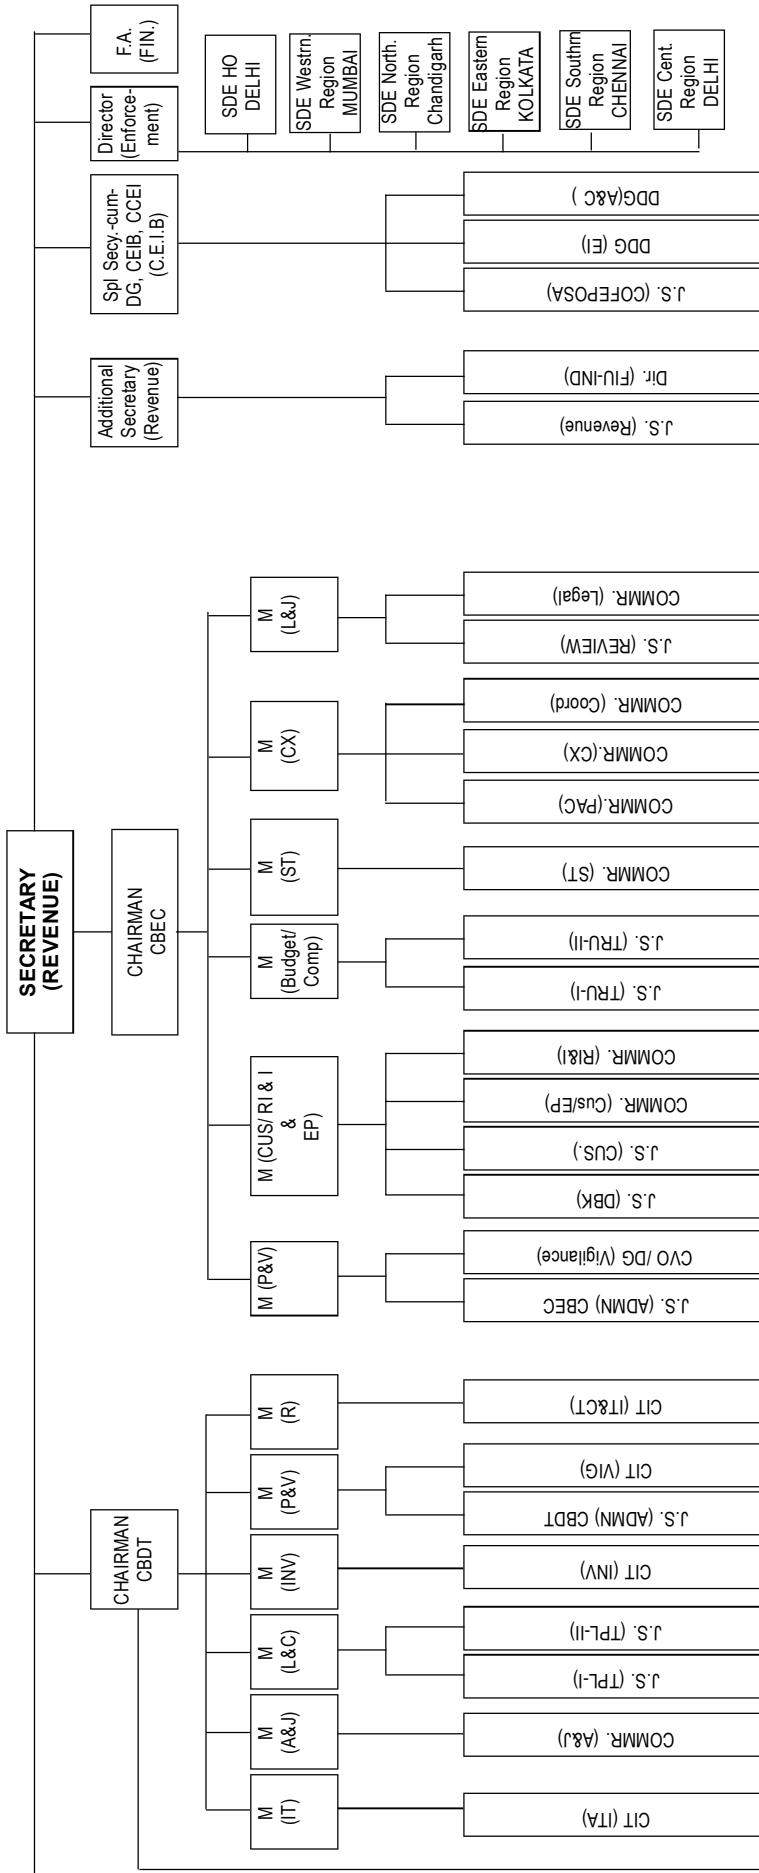 SECRETARY
(REVENUE)
CHAIRMAN
CBDT
CHAIRMAN
CBEC
Additional
Secretary
(Revenue)
Spl Secy.-cum-
DG, CEIB, CCEI
(C.E.I.B)
Director
(Enforce-
ment)
F.A.
(FIN.)
M
(IT)
M
(A&J)
M
(L&C)
M
(INV)
M
(P&V)
M
(R)
M (P&V)
M (CUS/ RI & I
&
EP)
M
(Budget/
Comp)
M
(ST)
M
(CX)
M
(L&J)
SDE HO
DELHI
SDE Westrn.
Region
MUMBAI
SDE North.
Region
Chandigarh
SDE Eastern
Region
KOLKATA
SDE Southrn
Region
CHENNAI
SDE Cent.
Region
DELHI
CIT (ITA)
COMMR. (A&J)
J.S. (TPL-I)
J.S. (TPL-II)
CIT (INV)
J.S. (ADMN) CBDT
CIT (VIG)
CIT (IT&CT)
J.S. (ADMN) CBEC
CVO /DG (Vigilance)
J.S. (DBK)
J.S. (CUS.)
COMMR. (Cus/EP)
COMMR. (RI&I)
J.S. (TRU-I)
J.S. (TRU-II)
COMMR. (ST)
COMMR.(PAC)
COMMR.(CX)
COMMR. (Coord)
J.S. (REVIEW)
COMMR. (Legal)
J.S. (Revenue)
Dir. (FIU-IND)
J.S. (COFEPOSA)
DDG (EI)
DDG(A&C )